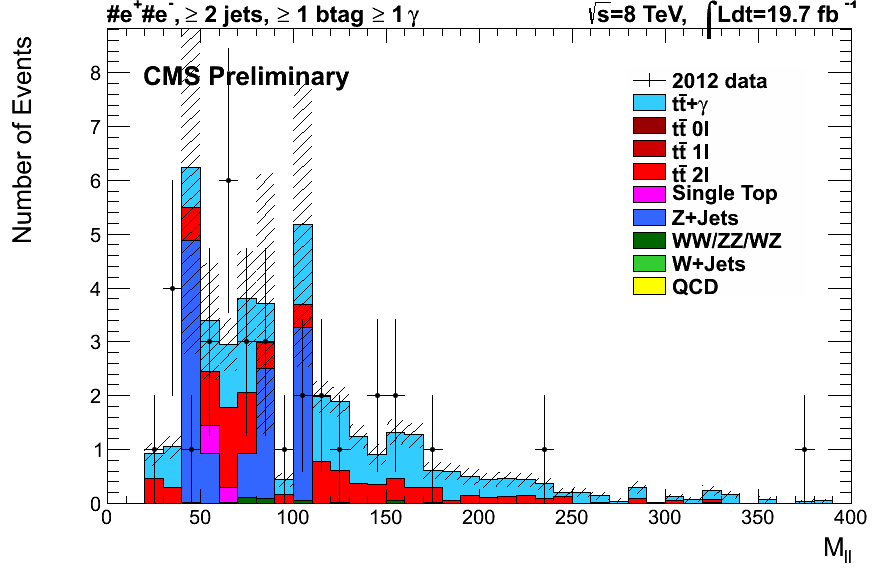 #e⁺#e⁻, ≥ 2 jets, ≥ 1 btag ≥ 1 γ
√s=8 TeV, ∫Ldt=19.7 fb⁻¹
CMS Preliminary
Number of Events
2012 data
tt̄+γ
tt̄ 0l
tt̄ 1l
tt̄ 2l
Single Top
Z+Jets
WW/ZZ/WZ
W+Jets
QCD
8
7
6
5
4
3
2
1
0
0 50 100 150 200 250 300 350 400
M_ll